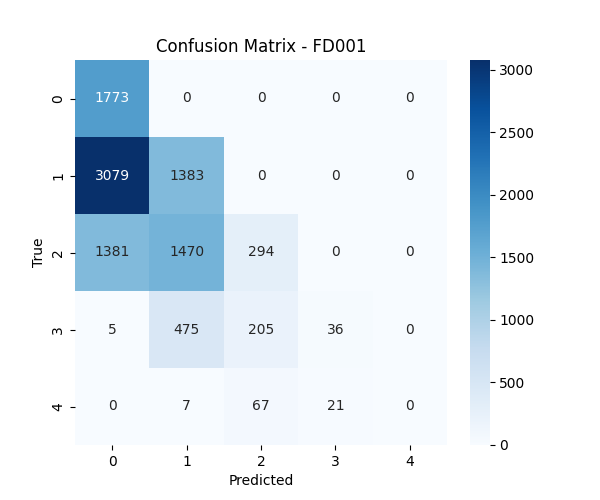 Confusion Matrix - FD001
True
0 1773 0 0 0 0
1 3079 1383 0 0 0
2 1381 1470 294 0 0
3 5 475 205 36 0
4 0 7 67 21 0
0 1 2 3 4
Predicted
3000
2500
2000
1500
1000
500
0